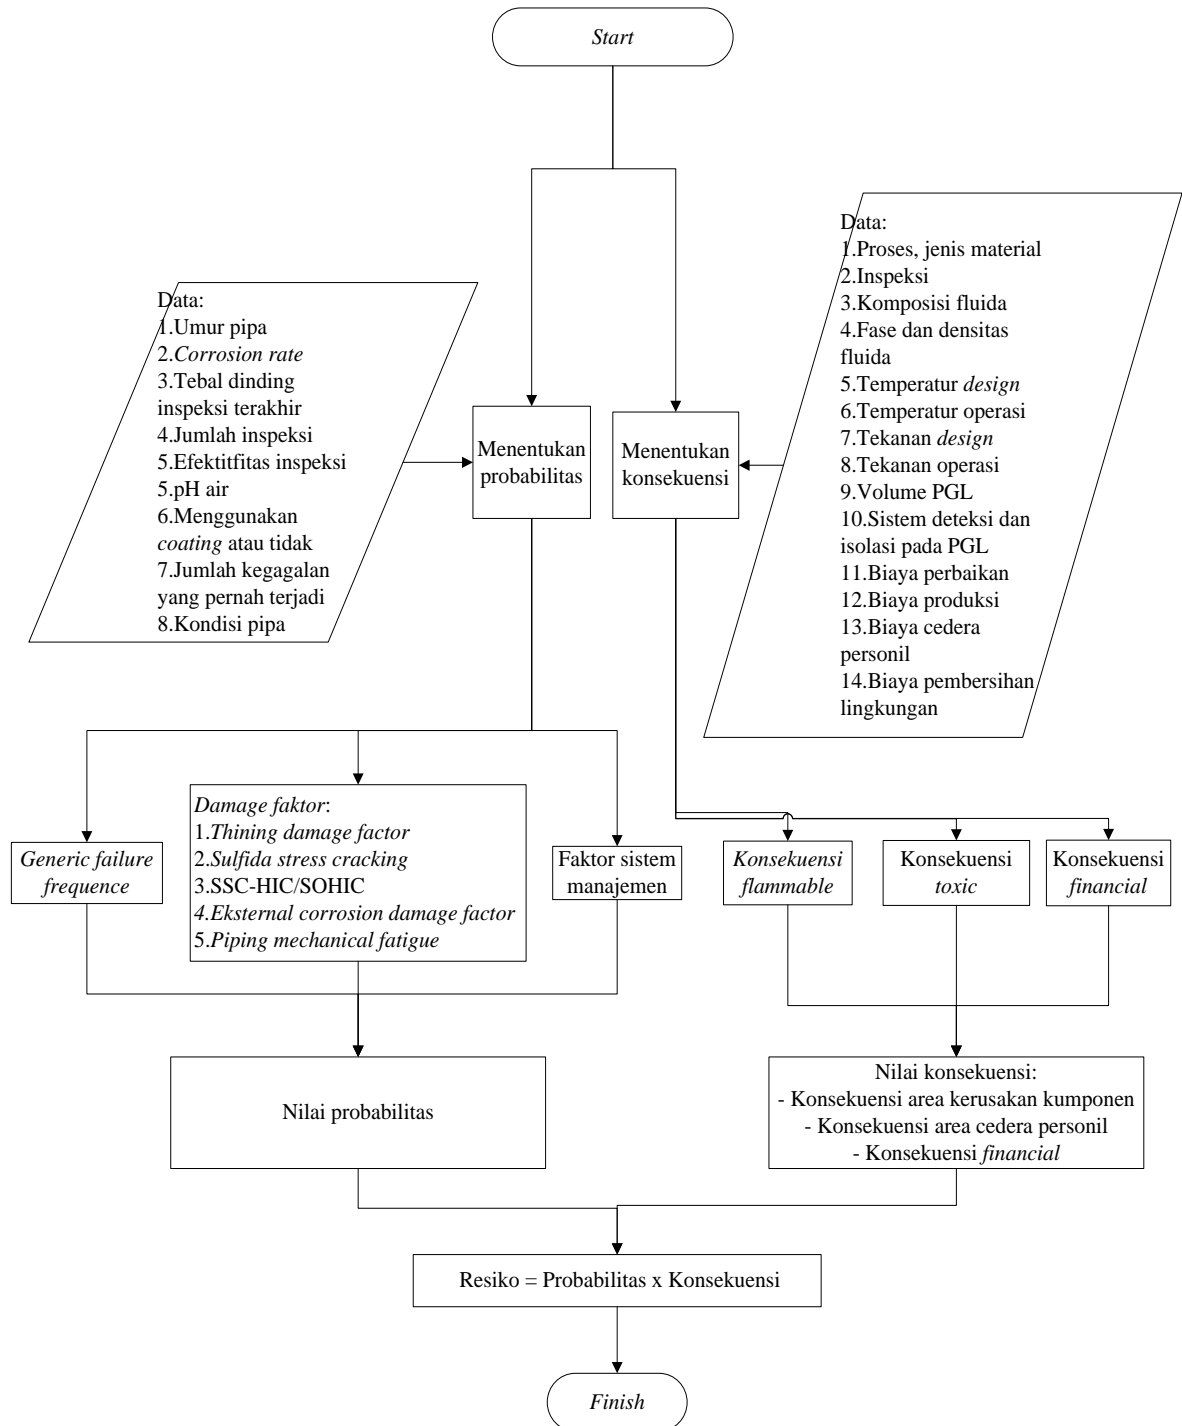 Start
Data:
1.Umur pipa
2.Corrosion rate
3.Tebal dinding
inspeksi terakhir
4.Jumlah inspeksi
5.Efektitfitas inspeksi
5.pH air
6.Menggunakan
coating atau tidak
7.Jumlah kegagalan
yang pernah terjadi
8.Kondisi pipa
Menentukan
probabilitas
Menentukan
konsekuensi
Data:
1.Proses, jenis material
2.Inspeksi
3.Komposisi fluida
4.Fase dan densitas
fluida
5.Temperatur design
6.Temperatur operasi
7.Tekanan design
8.Tekanan operasi
9.Volume PGL
10.Sistem deteksi dan
isolasi pada PGL
11.Biaya perbaikan
12.Biaya produksi
13.Biaya cedera
personil
14.Biaya pembersihan
lingkungan
Generic failure
frequence
Damage faktor:
1.Thining damage factor
2.Sulfida stress cracking
3.SSC-HIC/SOHIC
4.Eksternal corrosion damage factor
5.Piping mechanical fatigue
Faktor sistem
manajemen
Konsekuensi
flammable
Konsekuensi
toxic
Konsekuensi
financial
Nilai probabilitas
Nilai konsekuensi:
- Konsekuensi area kerusakan kumponen
- Konsekuensi area cedera personil
- Konsekuensi financial
Resiko = Probabilitas x Konsekuensi
Finish